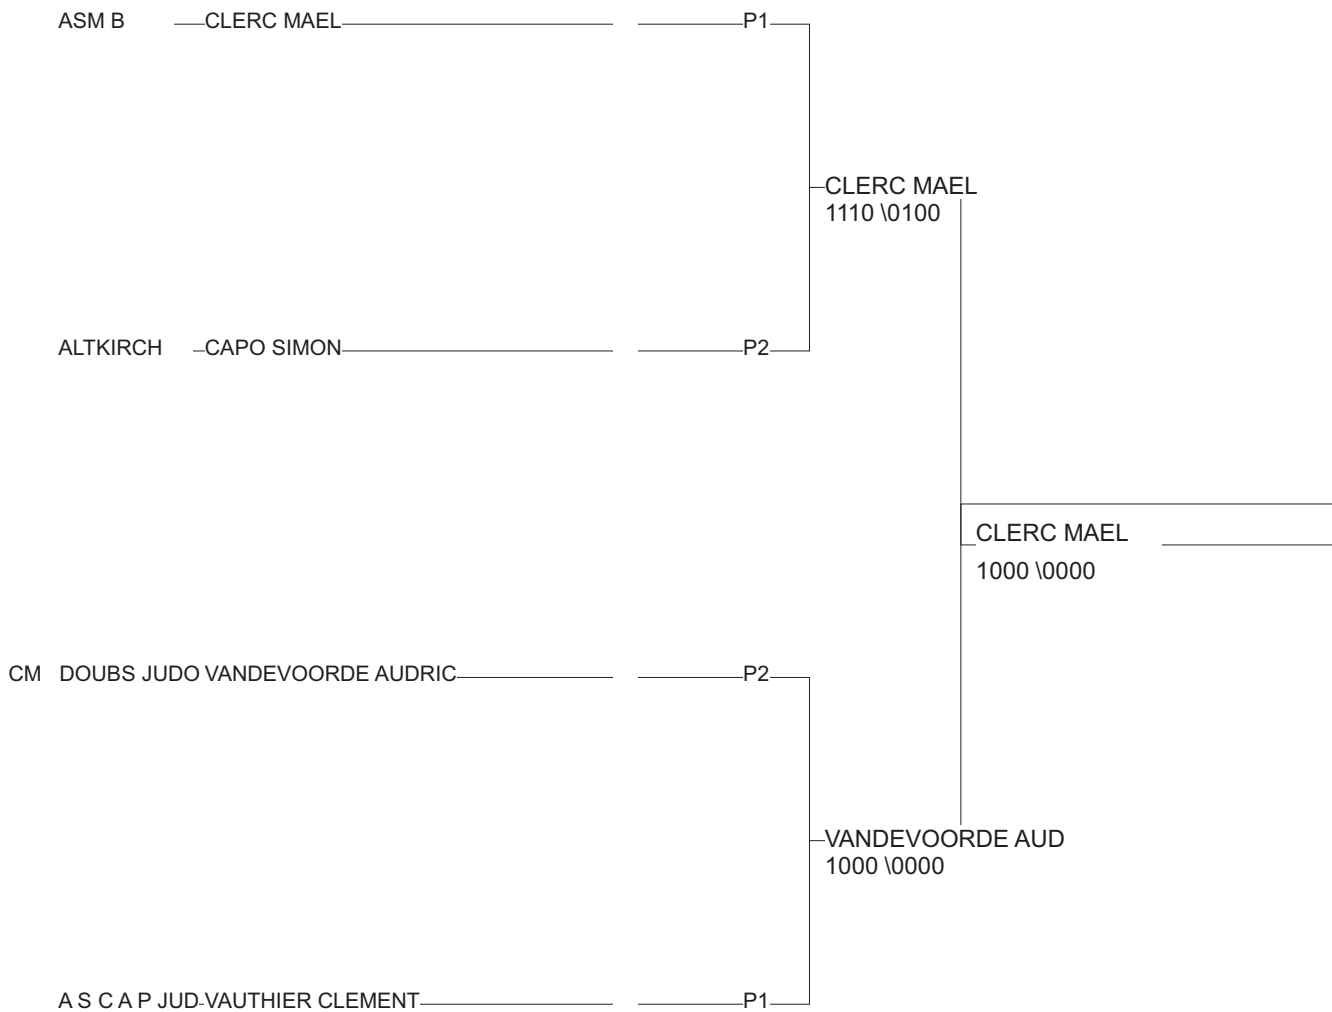 ASM B CLERC MAEL P1
CLERC MAEL
1110 \0100
ALTKIRCH CAPO SIMON P2
CLERC MAEL
1000 \0000
CM DOUBS JUDO VANDEVOORDE AUDRIC P2
VANDEVOORDE AUD
1000 \0000
A S C A P JUD VAUTHIER CLEMENT P1